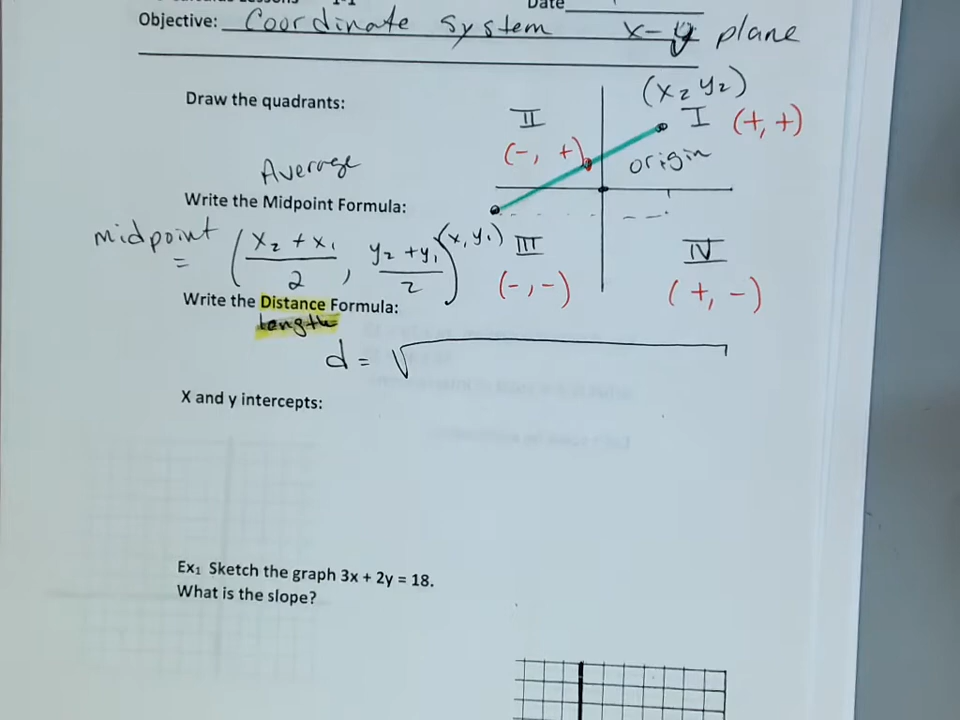 1-1 Date
Objective: Coordinate system x-y plane
Draw the quadrants:
(x2 y2)
II I (+, +)
(-, +)
origin
Average
Write the Midpoint Formula:
midpoint = (x2 + x1 / 2, y2 + y1 / 2)
(x, y1) III IV
(-, -) (+, -)
Write the Distance Formula:
Length
d = √
X and y intercepts:
Ex1 Sketch the graph 3x + 2y = 18.
What is the slope?